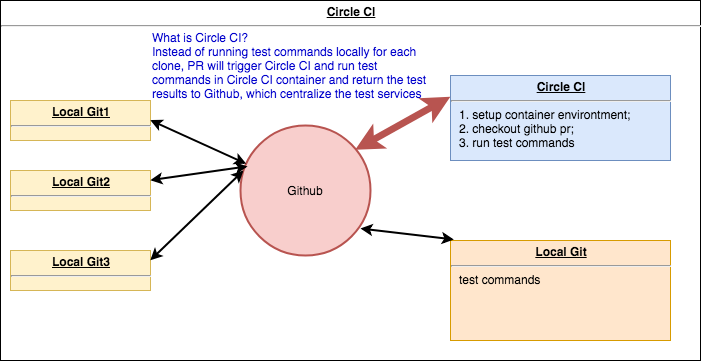 Circle CI
What is Circle CI?
Instead of running test commands locally for each
clone, PR will trigger Circle CI and run test
commands in Circle CI container and return the test
results to Github, which centralize the test services
Circle CI
1. setup container environtment;
2. checkout github pr;
3. run test commands
Local Git1
Local Git2
Local Git3
Github
Local Git
test commands